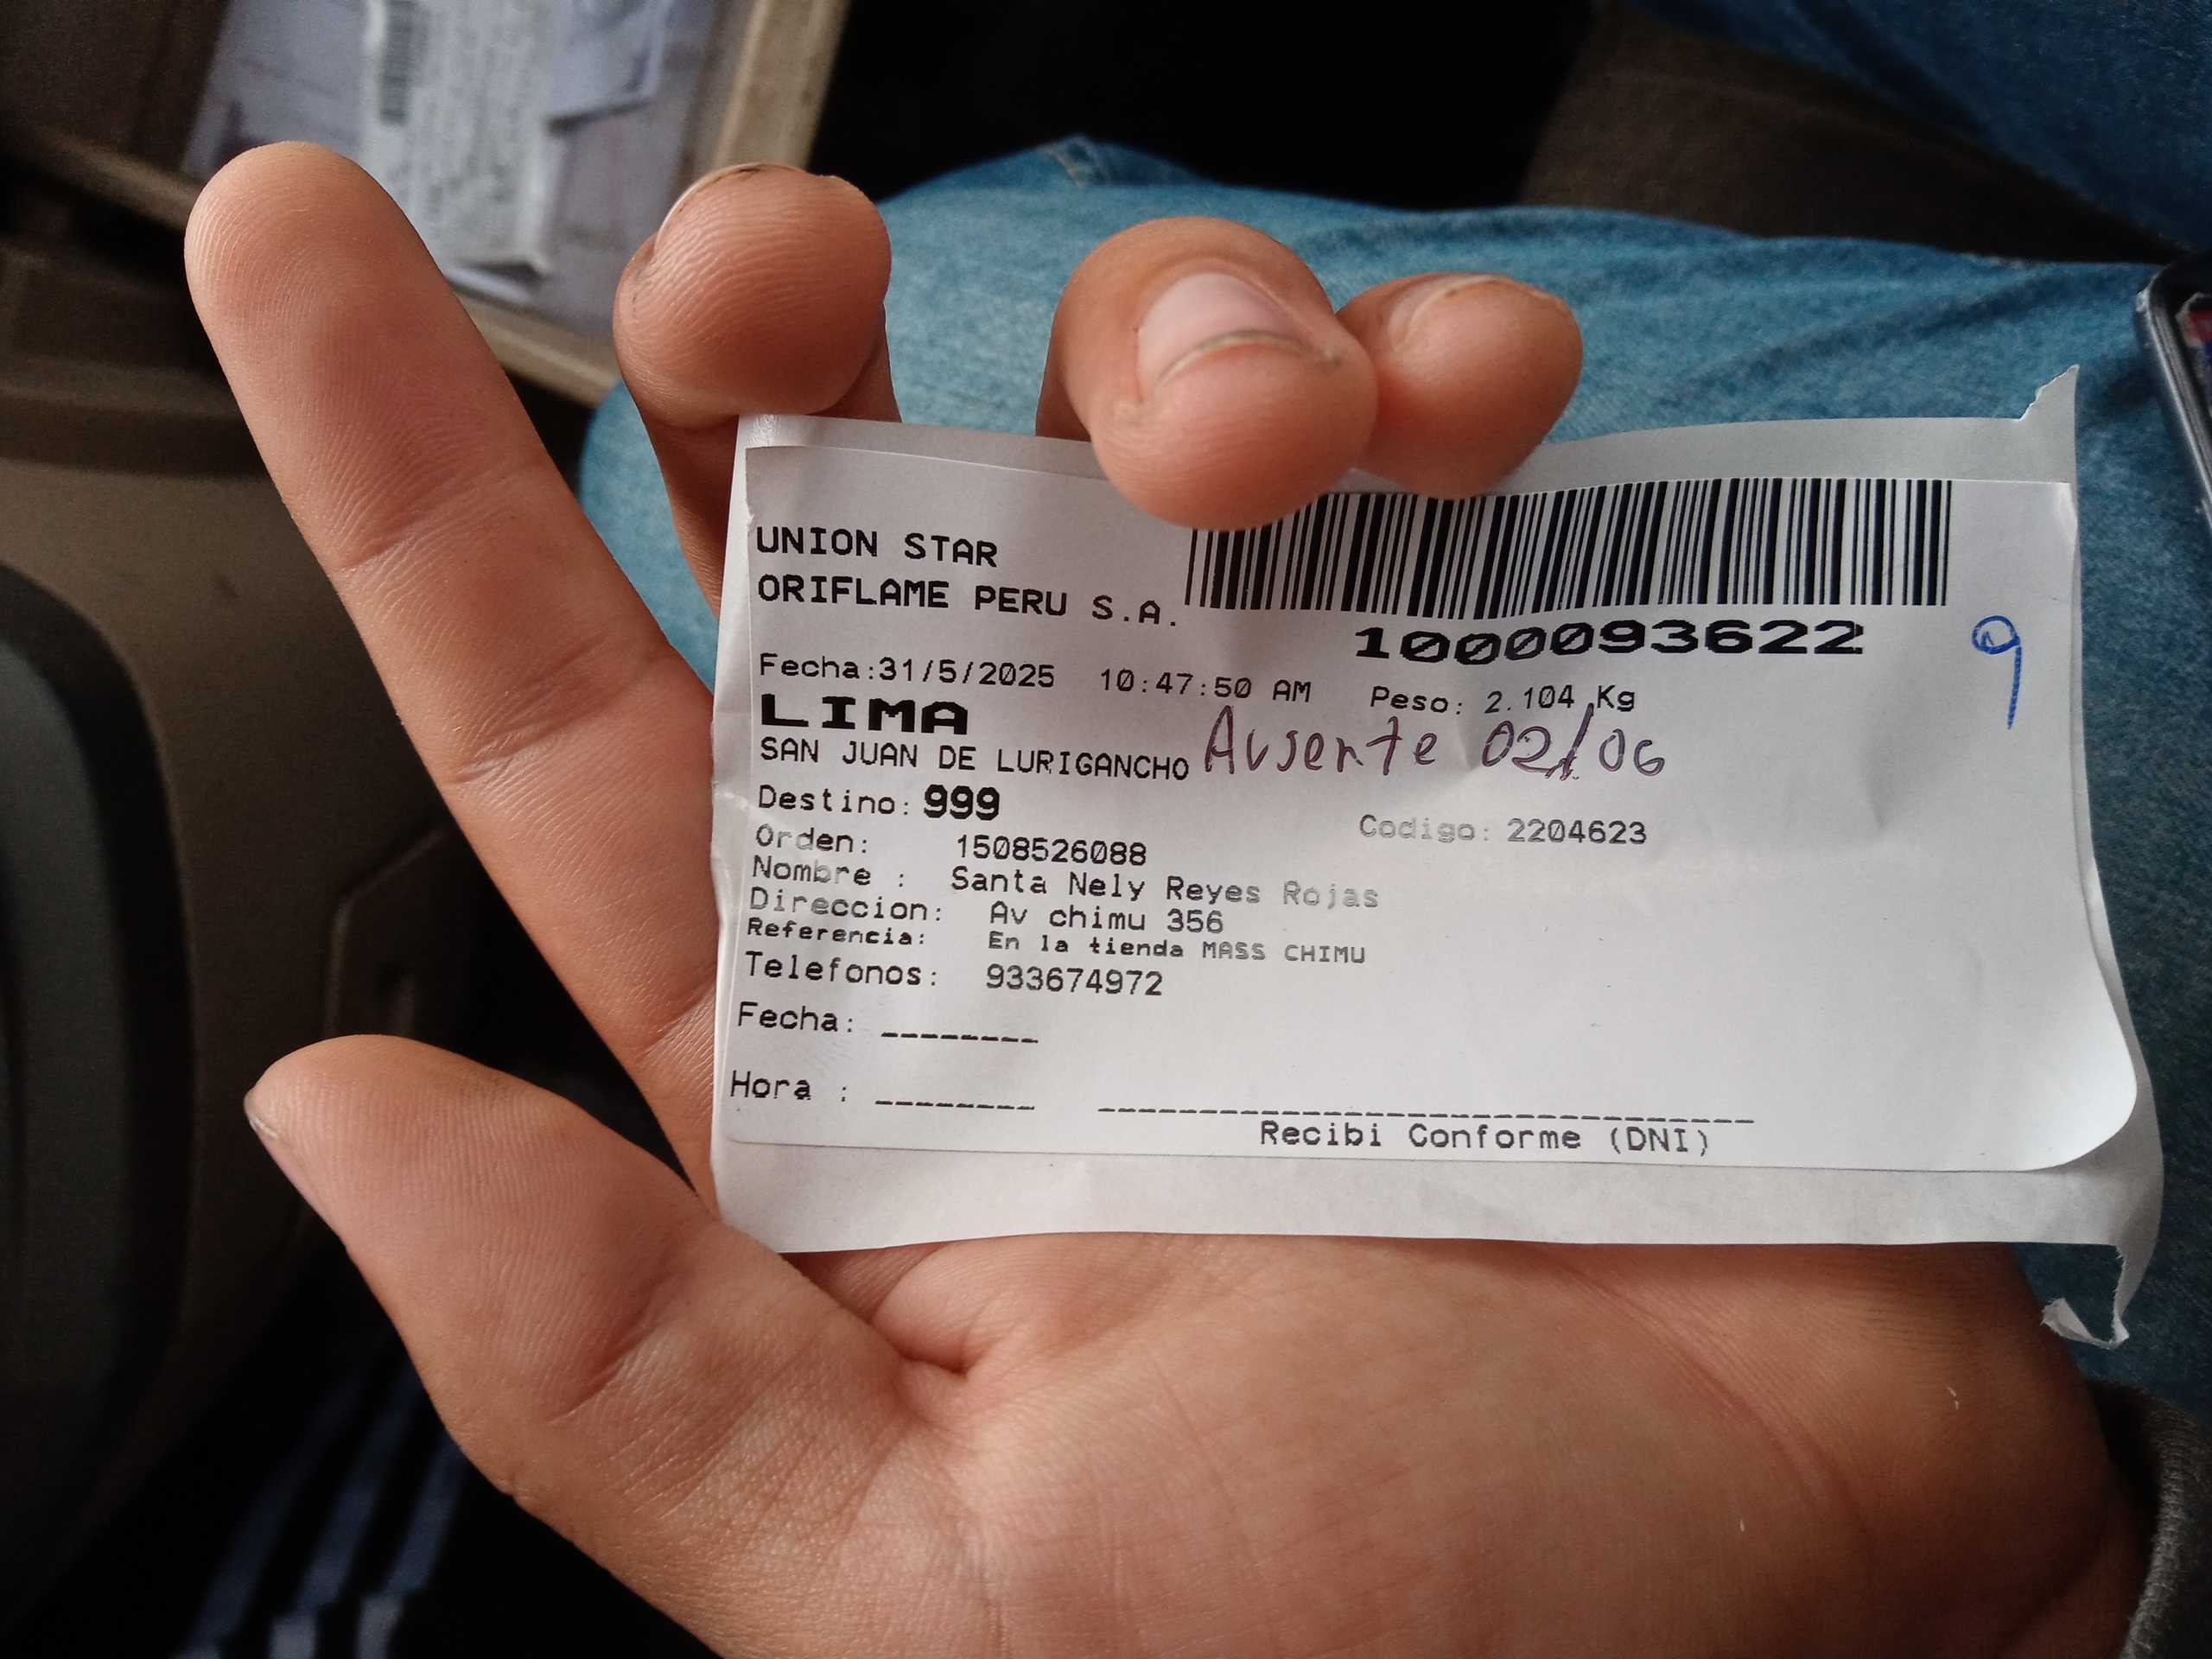 UNION STAR
ORIFLAME PERU S.A.
1000093622
9
Fecha:31/5/2025 10:47:50 AM Peso: 2.104 Kg
LIMA
SAN JUAN DE LURIGANCHO Ausente 02/06
Destino: 999
Codigo: 2204623
Orden: 1508526088
Nombre : Santa Nely Reyes Rojas
Direccion: Av chimu 356
Referencia: En la tienda MASS CHIMU
Telefonos: 933674972
Fecha: ________
Hora : ________
Recibi Conforme (DNI)